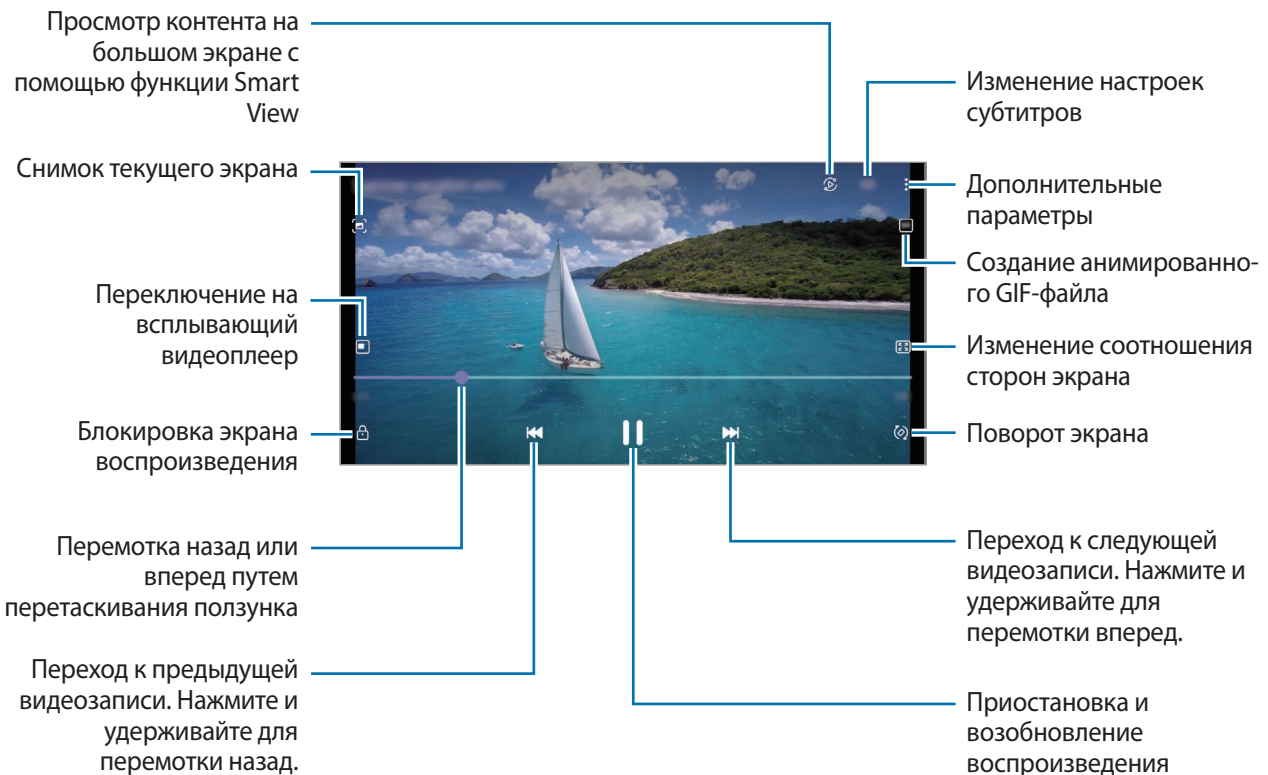 Просмотр контента на
большом экране с
помощью функции Smart
View
Снимок текущего экрана
Переключение на
всплывающий
видеоплеер
Блокировка экрана
воспроизведения
Перемотка назад или
вперед путем
перетаскивания ползунка
Переход к предыдущей
видеозаписи. Нажмите и
удерживайте для
перемотки назад.
Изменение настроек
субтитров
Дополнительные
параметры
Создание анимированно-
го GIF-файла
Изменение соотношения
сторон экрана
Поворот экрана
Переход к следующей
видеозаписи. Нажмите и
удерживайте для
перемотки вперед.
Приостановка и
возобновление
воспроизведения